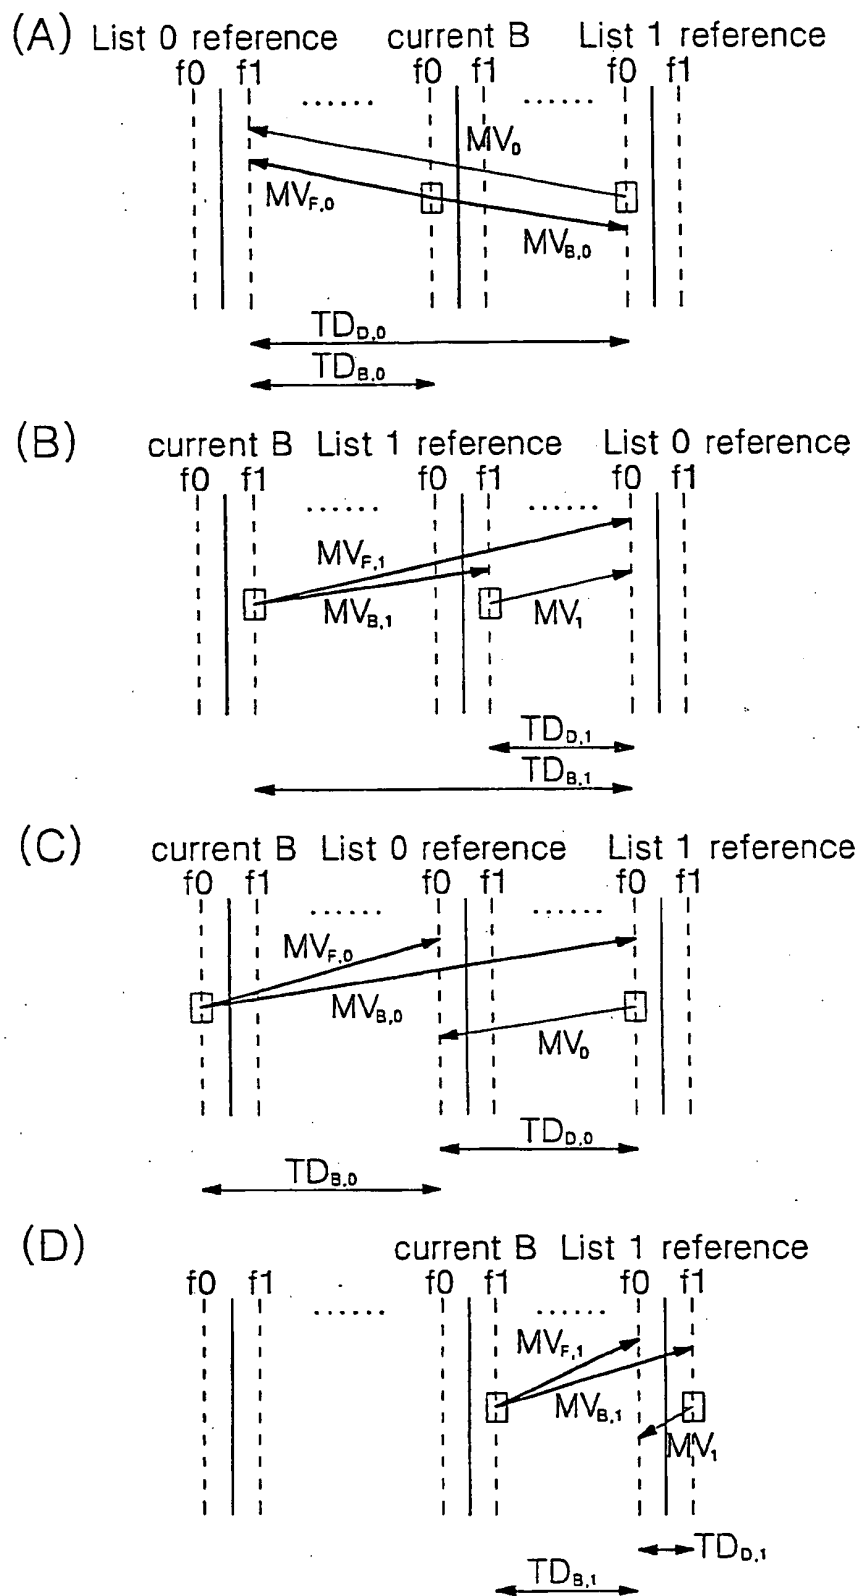 (A) List 0 reference current B List 1 reference
f0 f1 f0 f1 f0 f1
...... ......
MV₀
MV_F,0
MV_B,0
TD_D,0
TD_B,0
(B) current B List 1 reference List 0 reference
f0 f1 f0 f1 f0 f1
...... ......
MV_F,1
MV_B,1 MV₁
TD_D,1
TD_B,1
(C) current B List 0 reference List 1 reference
f0 f1 f0 f1 f0 f1
...... ......
MV_F,0
MV_B,0
MV₀
TD_D,0
TD_B,0
(D) current B List 1 reference
f0 f1 f0 f1 f0 f1
...... ......
MV_F,1
MV_B,1
MV₁
TD_D,1
TD_B,1